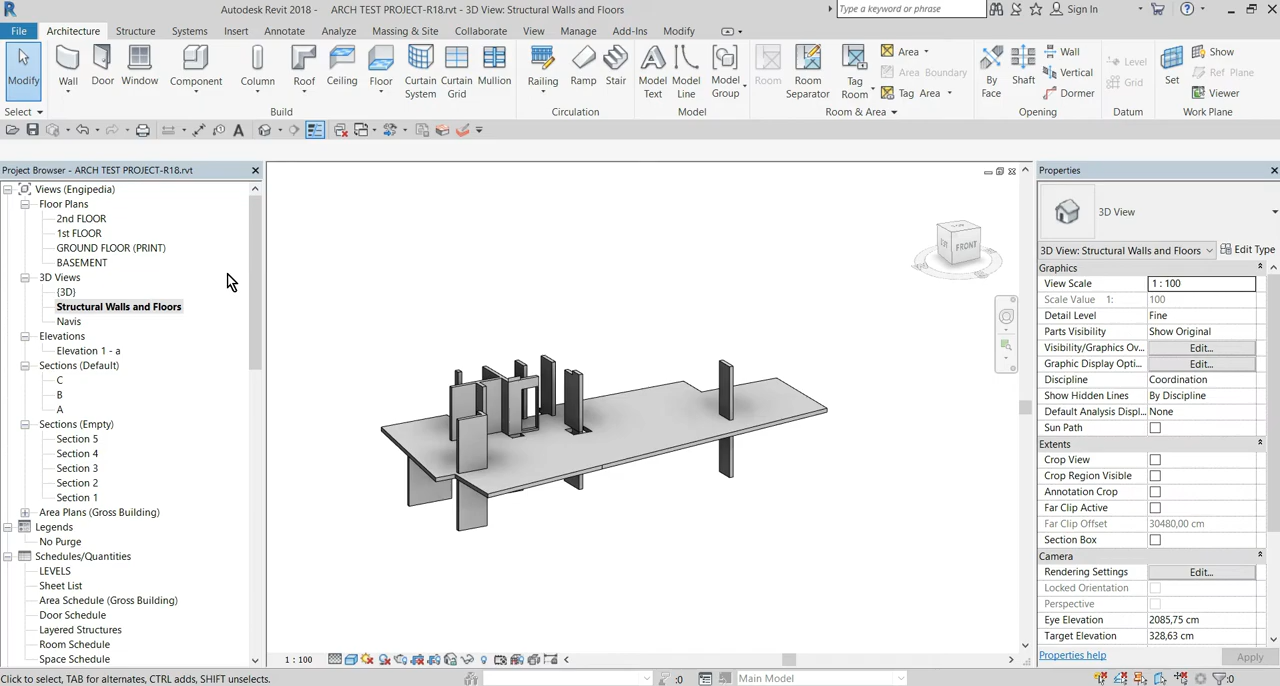 Autodesk Revit 2018 - ARCH TEST PROJECT-R18.rvt - 3D View: Structural Walls and Floors
Type a keyword or phrase
Sign In
File Architecture Structure Systems Insert Annotate Analyze Massing & Site Collaborate View Manage Add-Ins Modify
Modify
Wall
Door
Window
Component
Column
Roof
Ceiling
Floor
Curtain System
Curtain Grid
Mullion
Railing
Ramp
Stair
Model Text
Model Line
Model Group
Room
Room Separator
Tag Room
Area
Area Boundary
Tag Area
By Face
Shaft
Wall
Vertical
Dormer
Level
Grid
Set
Show
Ref Plane
Viewer
Select
Build
Circulation
Model
Room & Area
Opening
Datum
Work Plane
Project Browser - ARCH TEST PROJECT-R18.rvt
Views (Engipedia)
Floor Plans
2nd FLOOR
1st FLOOR
GROUND FLOOR (PRINT)
BASEMENT
3D Views
{3D}
Structural Walls and Floors
Navis
Elevations
Elevation 1 - a
Sections (Default)
C
B
A
Sections (Empty)
Section 5
Section 4
Section 3
Section 2
Section 1
Area Plans (Gross Building)
Legends
No Purge
Schedules/Quantities
LEVELS
Sheet List
Area Schedule (Gross Building)
Door Schedule
Layered Structures
Room Schedule
Space Schedule
FRONT
1 : 100
Properties
3D View
3D View: Structural Walls and Floors Edit Type
Graphics
View Scale 1 : 100
Scale Value 1: 100
Detail Level Fine
Parts Visibility Show Original
Visibility/Graphics Ov... Edit...
Graphic Display Opti... Edit...
Discipline Coordination
Show Hidden Lines By Discipline
Default Analysis Displ... None
Sun Path
Extents
Crop View
Crop Region Visible
Annotation Crop
Far Clip Active
Far Clip Offset 30480,00 cm
Section Box
Camera
Rendering Settings Edit...
Locked Orientation
Perspective
Eye Elevation 2085,75 cm
Target Elevation 328,63 cm
Properties help Apply
Click to select, TAB for alternates, CTRL adds, SHIFT unselects.
:0
Main Model
:0